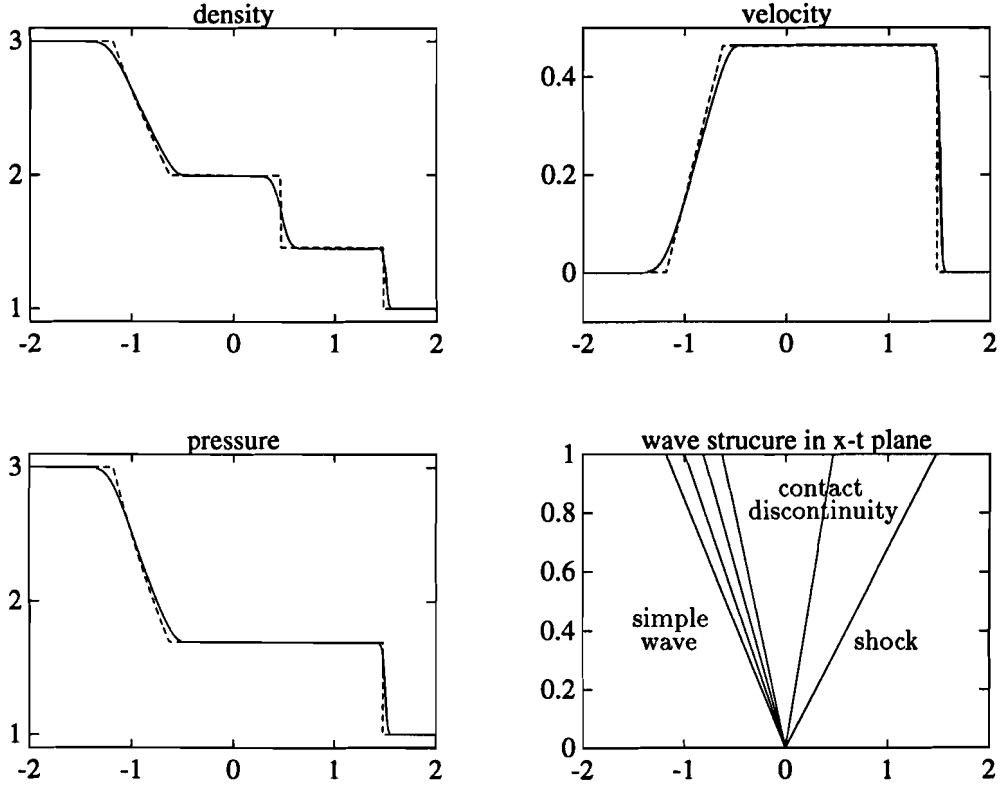 density
3
2
1
-2 -1 0 1 2
velocity
0.4
0.2
0
-2 -1 0 1 2
pressure
3
2
1
-2 -1 0 1 2
wave strucure in x-t plane
1
0.8
0.6
0.4
0.2
0
contact
discontinuity
simple
wave
shock
-2 -1 0 1 2